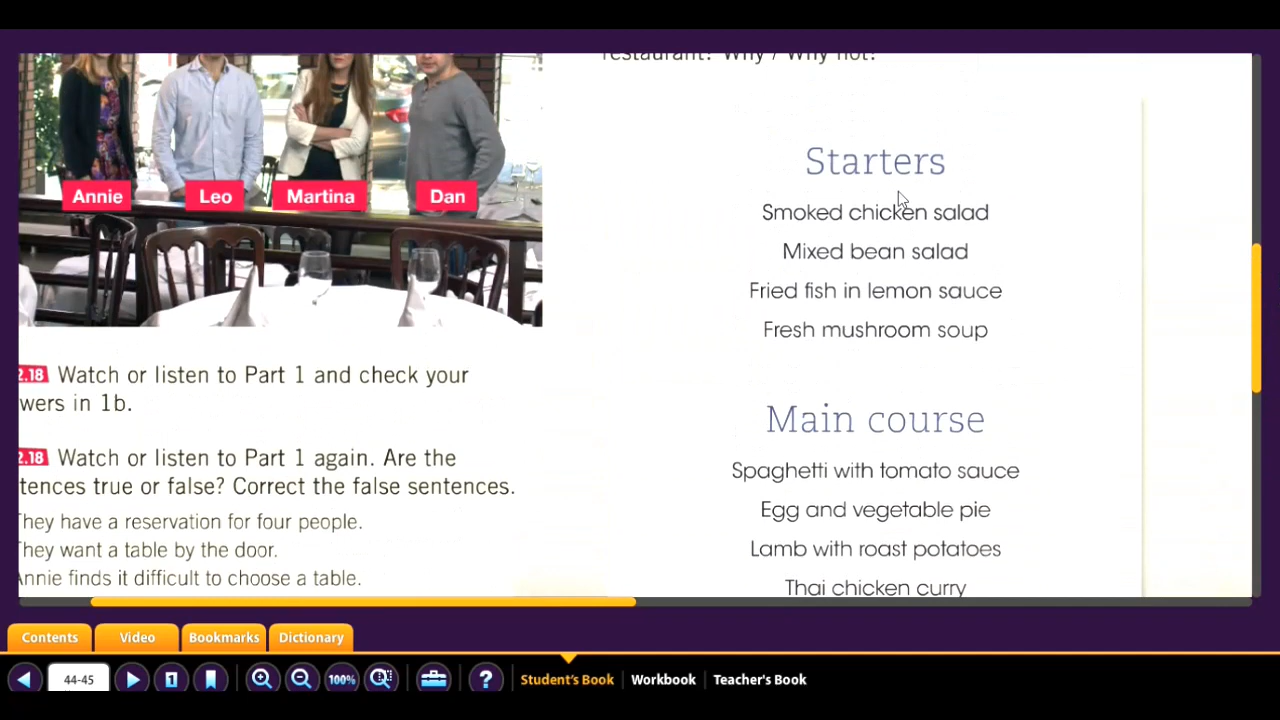 restaurant? Why / Why not?
Annie
Leo
Martina
Dan
2.18 Watch or listen to Part 1 and check your
wers in 1b.
2.18 Watch or listen to Part 1 again. Are the
tences true or false? Correct the false sentences.
They have a reservation for four people.
They want a table by the door.
Annie finds it difficult to choose a table.
Starters
Smoked chicken salad
Mixed bean salad
Fried fish in lemon sauce
Fresh mushroom soup
Main course
Spaghetti with tomato sauce
Egg and vegetable pie
Lamb with roast potatoes
Thai chicken curry
Contents
Video
Bookmarks
Dictionary
44-45
1
100%
?
Student's Book
Workbook
Teacher's Book